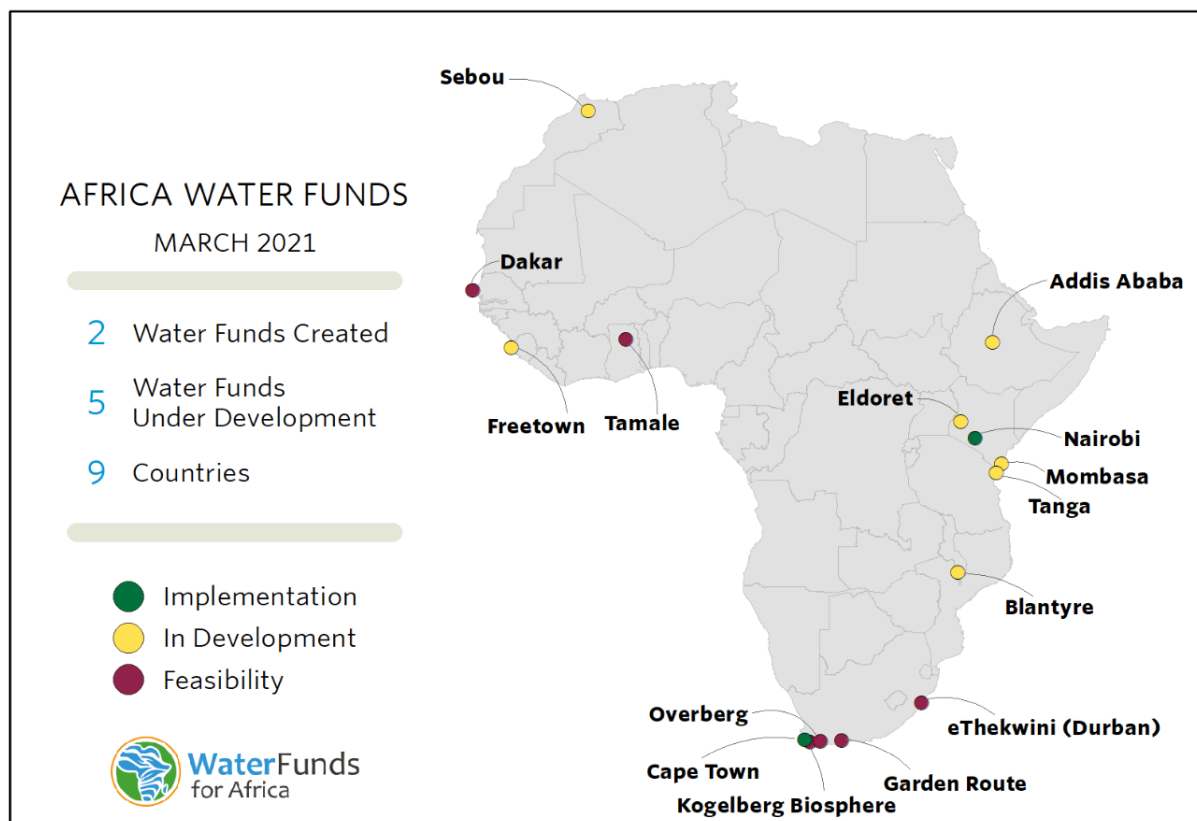 AFRICA WATER FUNDS
MARCH 2021
2 Water Funds Created
5 Water Funds
Under Development
9 Countries
Implementation
In Development
Feasibility
WaterFunds
for Africa
Sebou
Dakar
Addis Ababa
Eldoret
Freetown
Tamale
Nairobi
Mombasa
Tanga
Blantyre
Overberg
eThekwini (Durban)
Cape Town
Garden Route
Kogelberg Biosphere